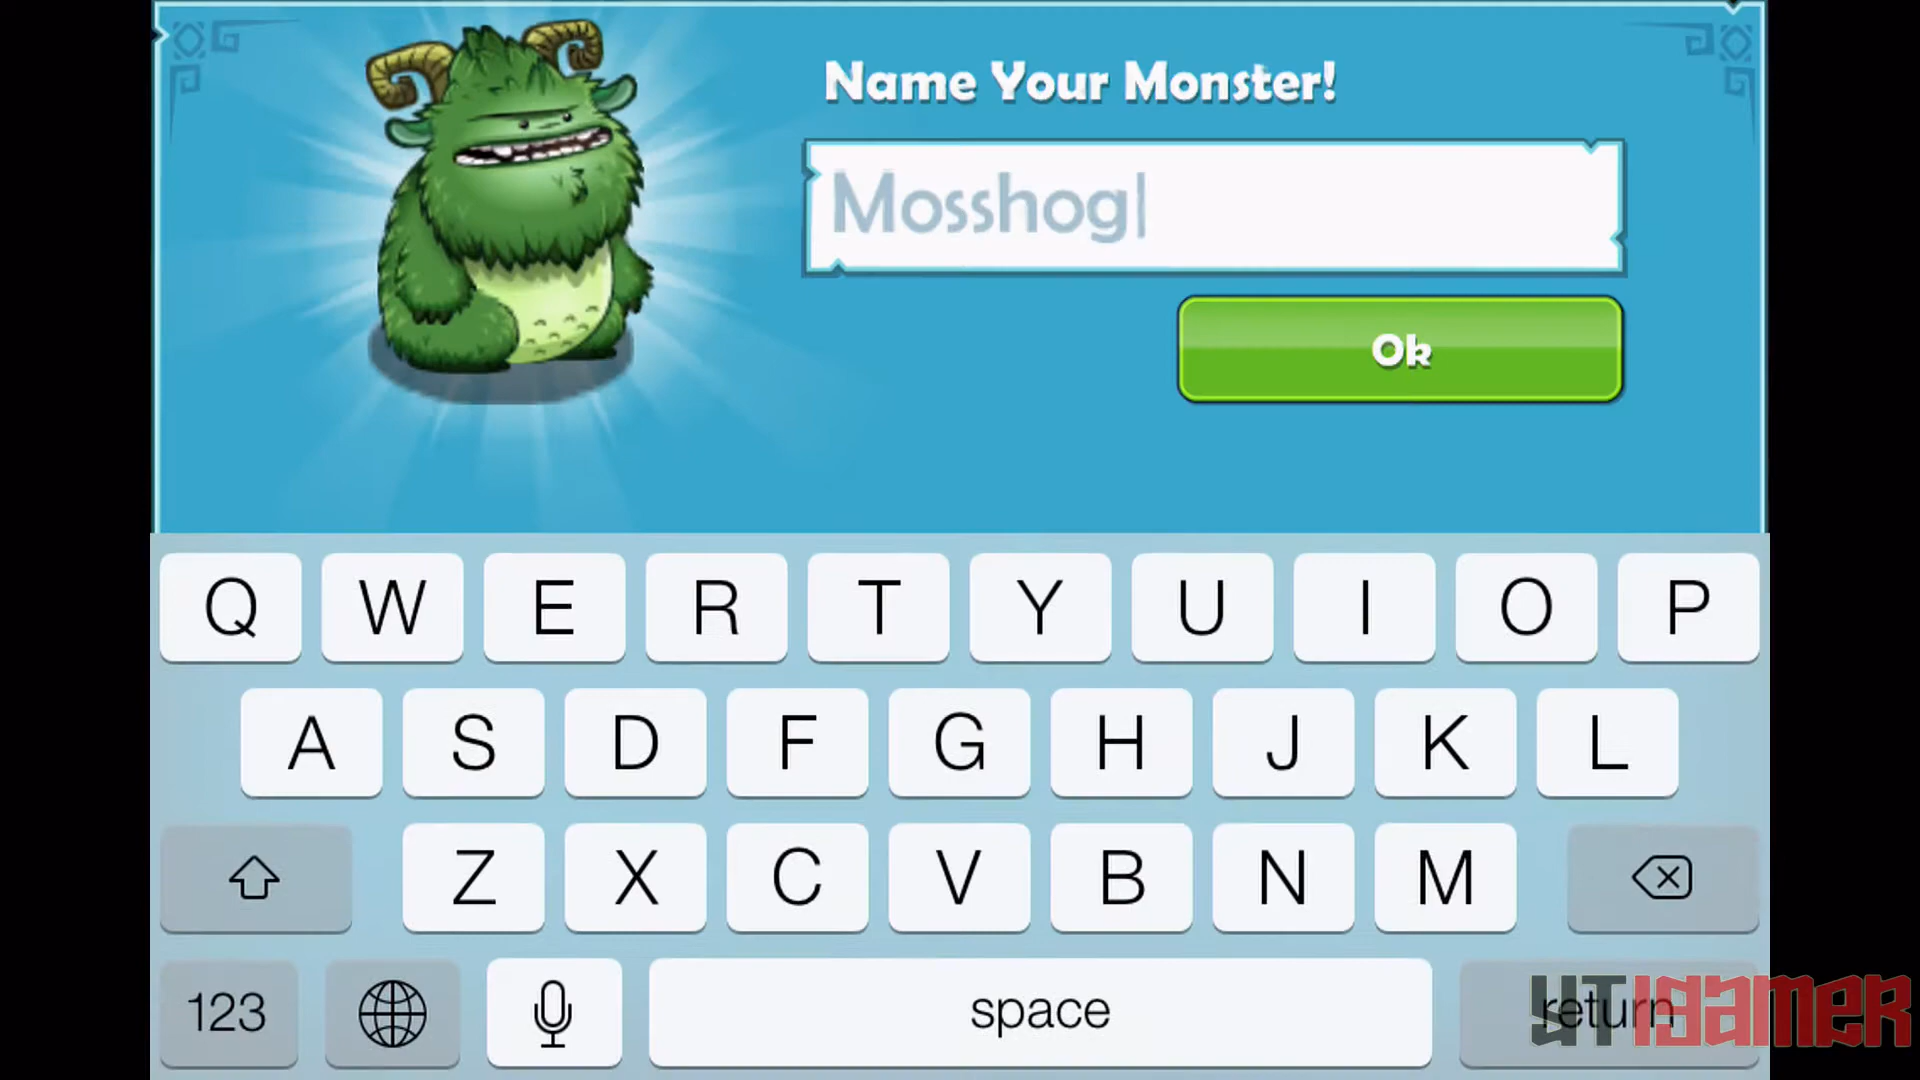 Name Your Monster!
Mosshog
Ok
Q W E R T Y U I O P
A S D F G H J K L
Z X C V B N M
123 space return
YTIGAMER